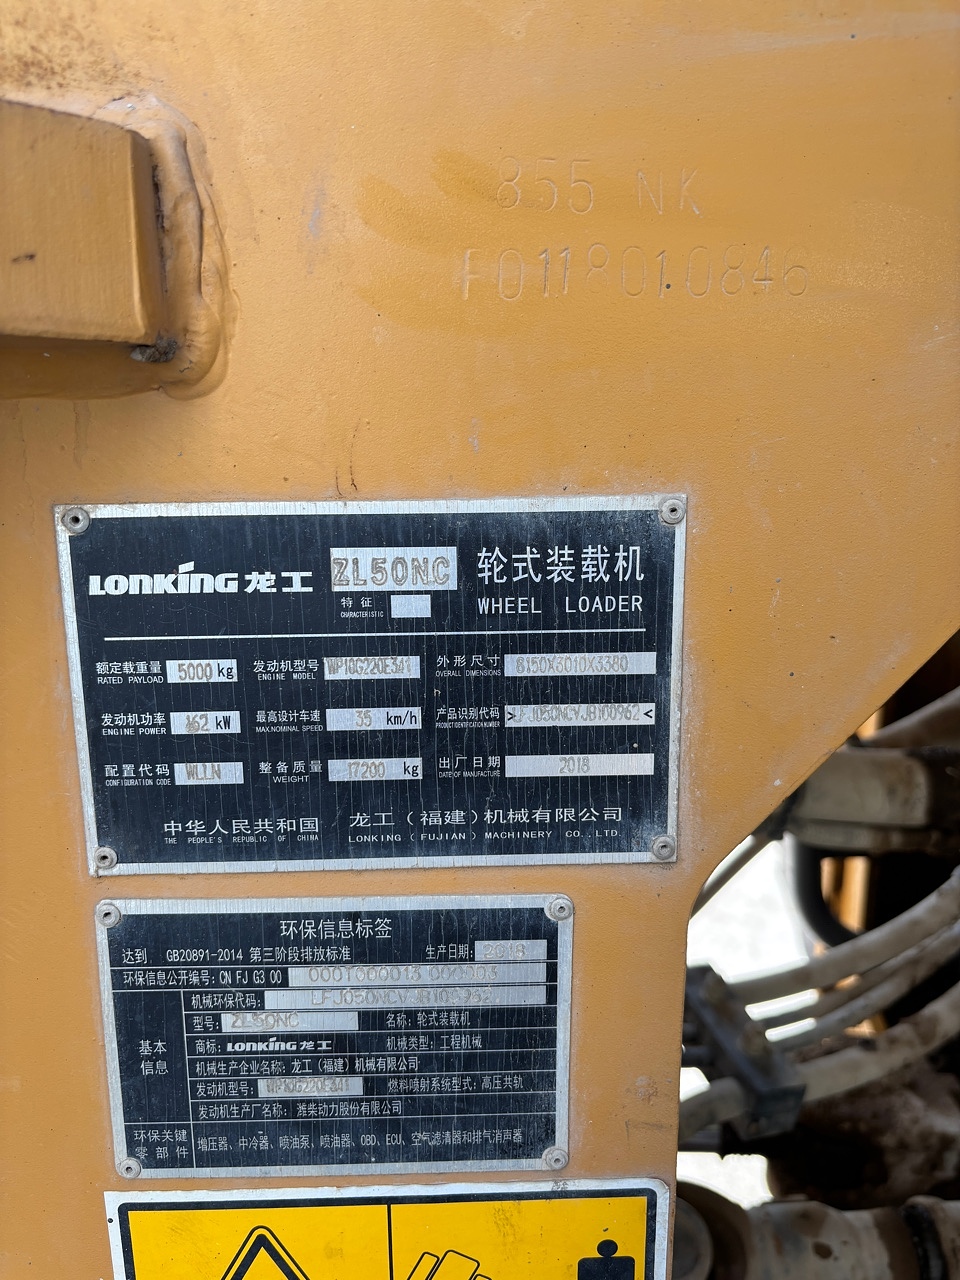 855 NK
F0118010846
LONKING 龙工 ZL50NC 轮式装载机
特征
CHARACTERISTIC
WHEEL LOADER
额定载重量 5000 kg 发动机型号 WP10G220E341 外形尺寸 8150X3010X3380
RATED PAYLOAD ENGINE MODEL OVERALL DIMENSIONS
发动机功率 162 kW 最高设计车速 35 km/h 产品识别代码 >LFJ050NCVJB108962<
ENGINE POWER MAX.NOMINAL SPEED PRODUCT IDENTIFICATION NUMBER
配置代码 WLLN 整备质量 17200 kg 出厂日期 2018
CONFIGURATION CODE WEIGHT DATE OF MANUFACTURE
中华人民共和国 龙工（福建）机械有限公司
THE PEOPLE'S REPUBLIC OF CHINA LONKING (FUJIAN) MACHINERY CO.,LTD.
环保信息标签
达到 GB20891-2014 第三阶段排放标准 生产日期: 2018
环保信息公开编号: CN FJ G3 00
机械环保代码:
型号: ZL50NC 名称: 轮式装载机
基本信息
商标: LONKING 龙工 机械类型: 工程机械
机械生产企业名称: 龙工（福建）机械有限公司
发动机型号: WP10G220E341 燃料喷射系统型式: 高压共轨
发动机生产厂名称: 潍柴动力股份有限公司
环保关键零部件 增压器、中冷器、喷油泵、喷油器、OBD、ECU、空气滤清器和排气消声器